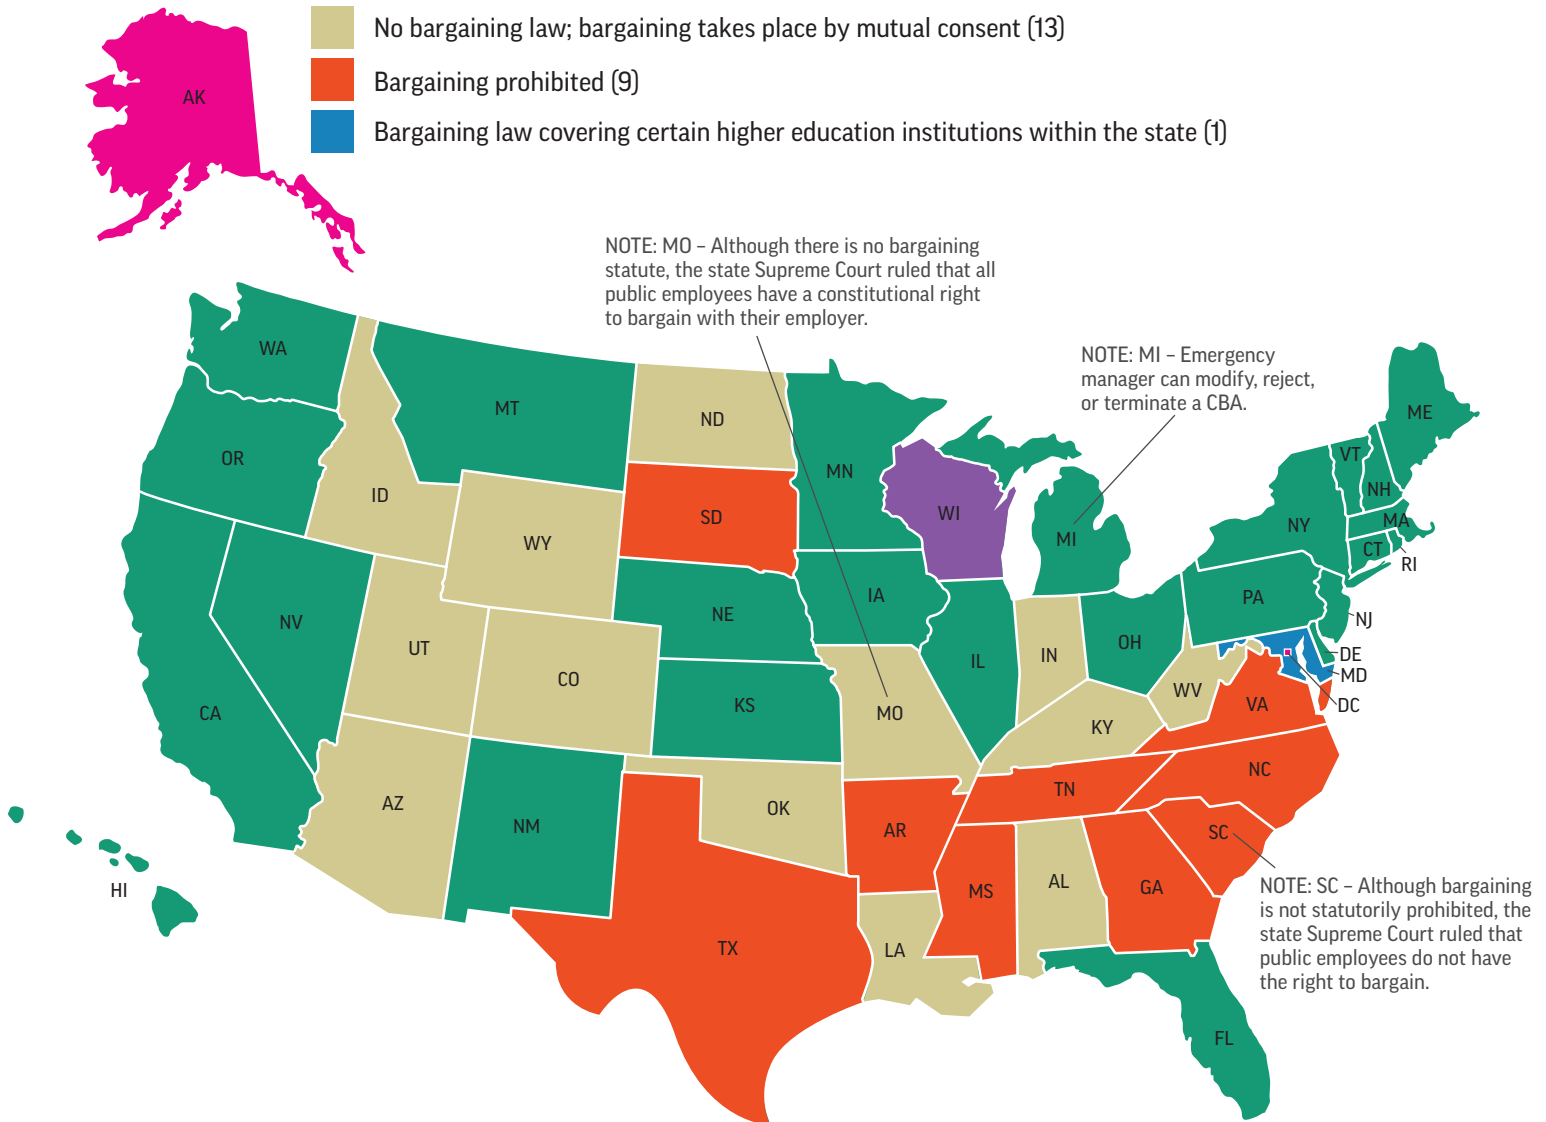 No bargaining law; bargaining takes place by mutual consent (13)
Bargaining prohibited (9)
Bargaining law covering certain higher education institutions within the state (1)
AK
NOTE: MO – Although there is no bargaining
statute, the state Supreme Court ruled that all
public employees have a constitutional right
to bargain with their employer.
NOTE: MI – Emergency
manager can modify, reject,
or terminate a CBA.
WA
MT
ND
ME
OR
MN
VT
ID
NH
SD
WI
NY
MA
WY
MI
CT
RI
NE
IA
PA
NV
NJ
UT
OH
CO
IL
IN
DE
MD
WV
CA
KS
MO
VA
DC
KY
NC
AZ
OK
TN
NM
AR
SC
HI
MS
AL
GA
NOTE: SC – Although bargaining
is not statutorily prohibited, the
state Supreme Court ruled that
public employees do not have
the right to bargain.
TX
LA
FL